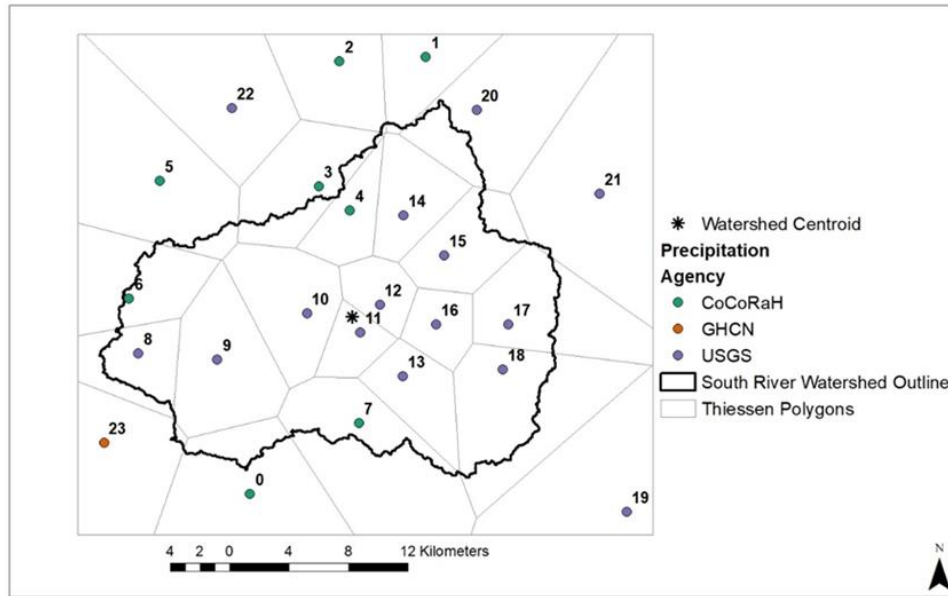 2
1
22
20
5
3
21
4
14
15
6
12
10
16
17
11
8
9
18
13
7
23
0
19
Watershed Centroid
Precipitation
Agency
CoCoRaH
GHCN
USGS
South River Watershed Outline
Thiessen Polygons
4 2 0 4 8 12 Kilometers
N